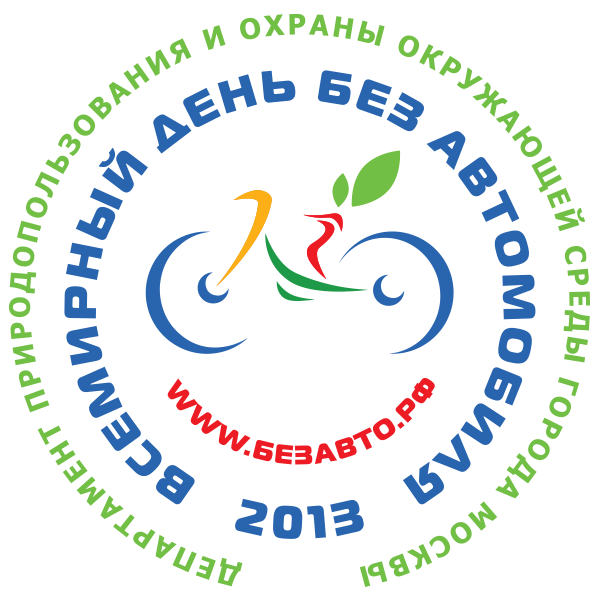 ДЕПАРТАМЕНТ ПРИРОДОПОЛЬЗОВАНИЯ И ОХРАНЫ ОКРУЖАЮЩЕЙ СРЕДЫ ГОРОДА МОСКВЫ
ВСЕМИРНЫЙ ДЕНЬ БЕЗ АВТОМОБИЛЯ
WWW.БЕЗАВТО.РФ
2013